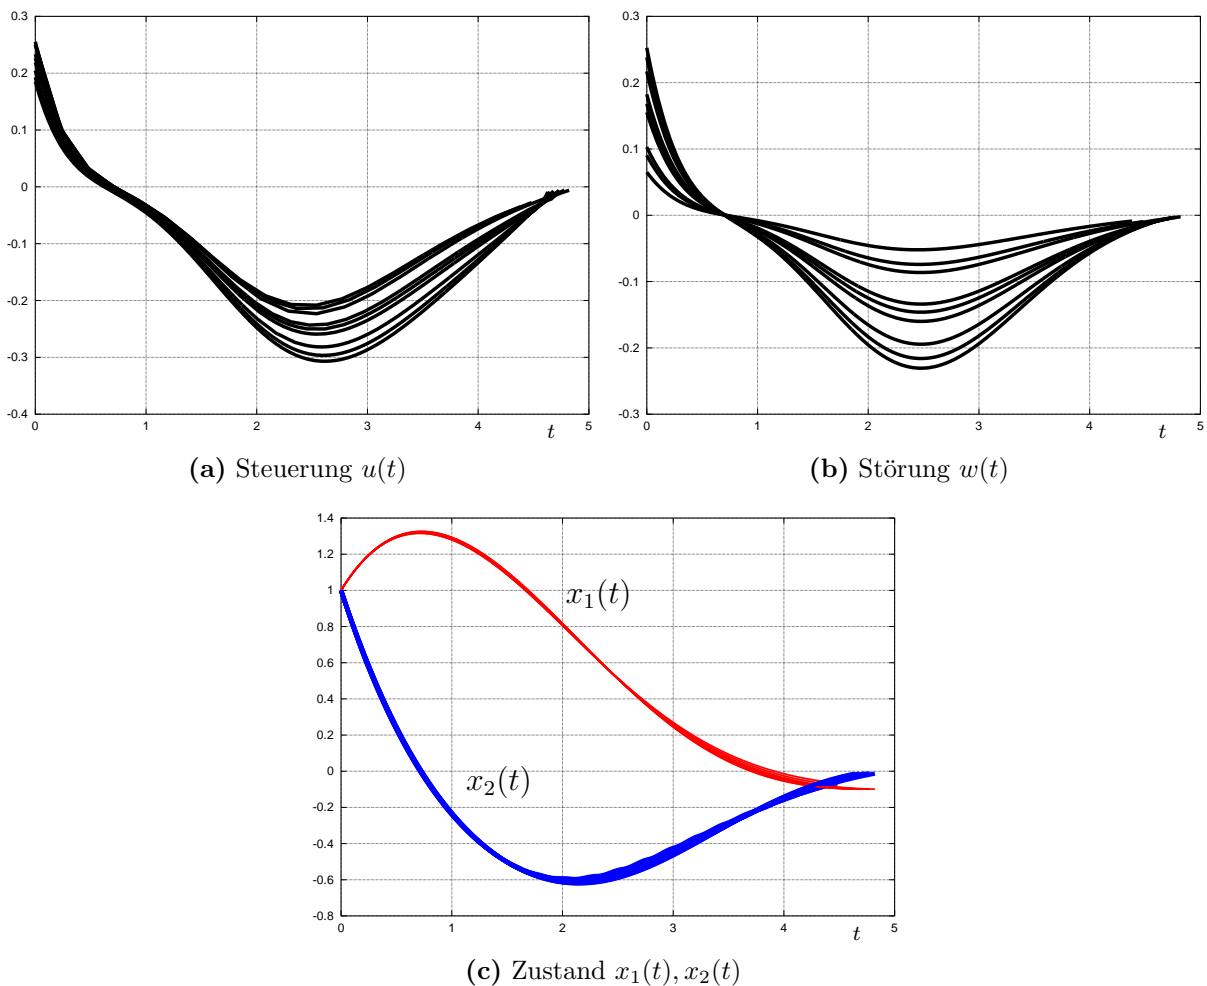 0.3
0.2
0.1
0
-0.1
-0.2
-0.3
-0.4
0 1 2 3 4 5
t
(a) Steuerung u(t)
0.3
0.2
0.1
0
-0.1
-0.2
-0.3
0 1 2 3 4 5
t
(b) Störung w(t)
1.4
1.2
1
0.8
0.6
0.4
0.2
0
-0.2
-0.4
-0.6
-0.8
x₁(t)
x₂(t)
0 1 2 3 4 5
t
(c) Zustand x₁(t), x₂(t)